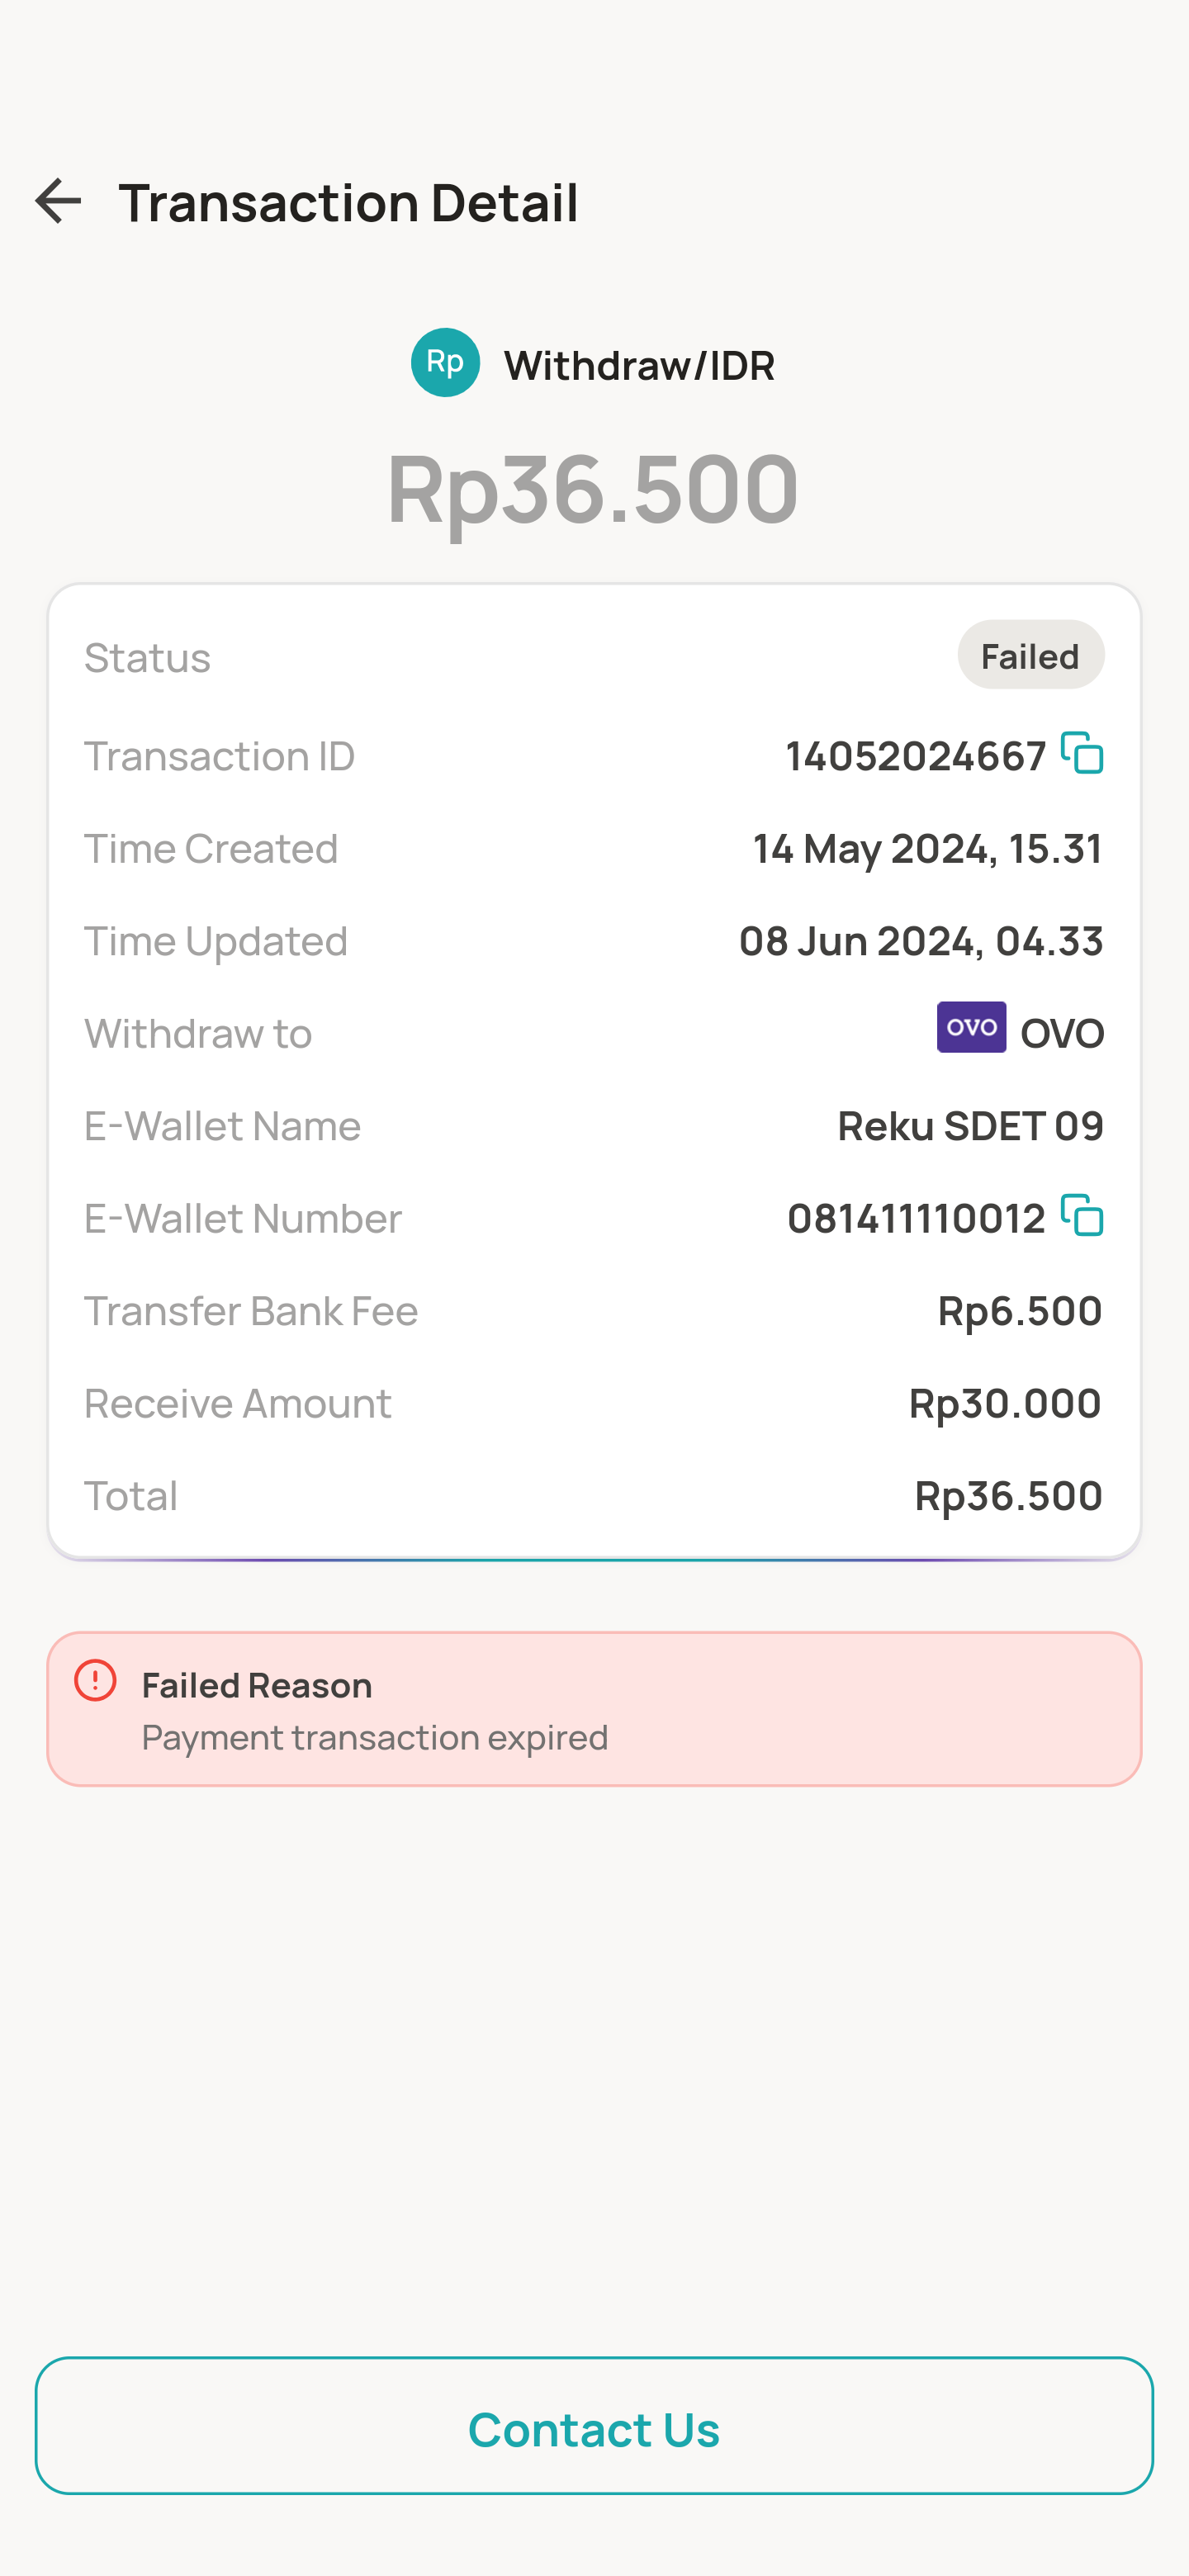 Transaction Detail
Rp Withdraw/IDR
Rp36.500
Status Failed
Transaction ID 14052024667
Time Created 14 May 2024, 15.31
Time Updated 08 Jun 2024, 04.33
Withdraw to OVO OVO
E-Wallet Name Reku SDET 09
E-Wallet Number 081411110012
Transfer Bank Fee Rp6.500
Receive Amount Rp30.000
Total Rp36.500
Failed Reason
Payment transaction expired
Contact Us